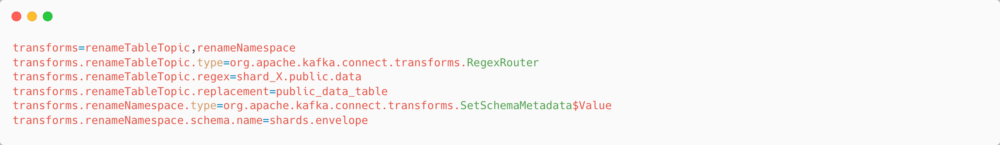 transforms=renameTableTopic,renameNamespace
transforms.renameTableTopic.type=org.apache.kafka.connect.transforms.RegexRouter
transforms.renameTableTopic.regex=shard_X.public.data
transforms.renameTableTopic.replacement=public_data_table
transforms.renameNamespace.type=org.apache.kafka.connect.transforms.SetSchemaMetadata$Value
transforms.renameNamespace.schema.name=shards.envelope